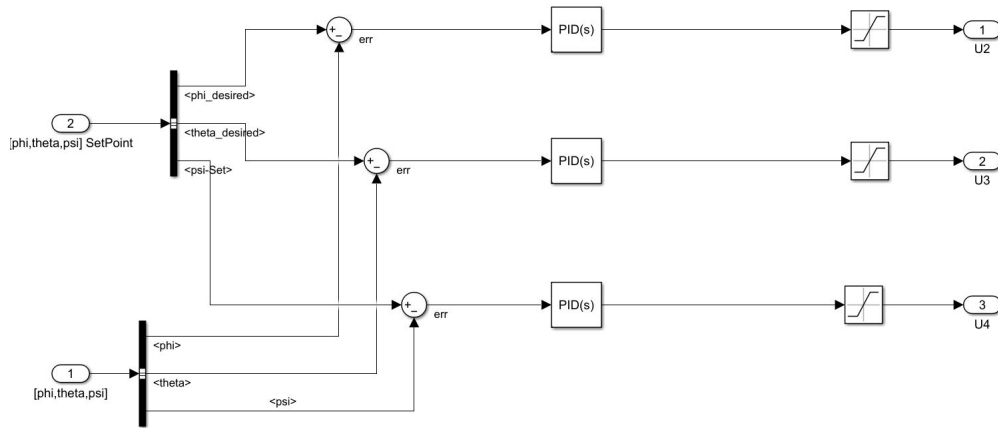 +
−
err
PID(s)
1
U2
<phi_desired>
2
[phi,theta,psi] SetPoint
<theta_desired>
+
−
err
PID(s)
2
U3
<psi-Set>
+
−
err
PID(s)
3
U4
<phi>
1
[phi,theta,psi]
<theta>
<psi>